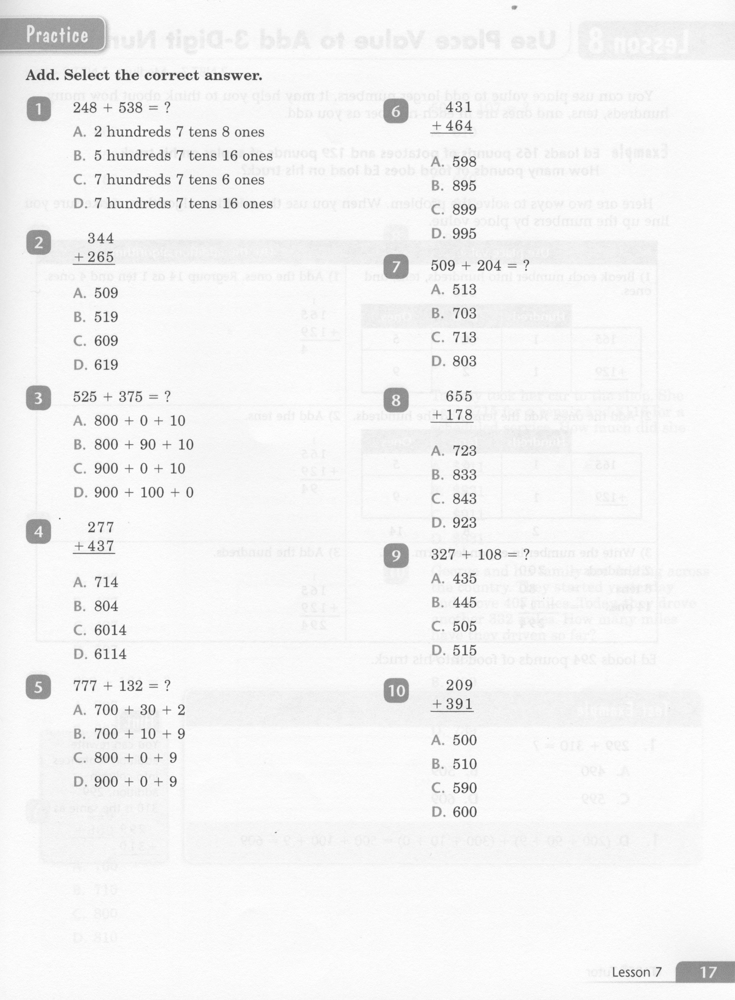 Practice
Add. Select the correct answer.
1 248 + 538 = ?
A. 2 hundreds 7 tens 8 ones
B. 5 hundreds 7 tens 16 ones
C. 7 hundreds 7 tens 6 ones
D. 7 hundreds 7 tens 16 ones
2 344
+265
A. 509
B. 519
C. 609
D. 619
3 525 + 375 = ?
A. 800 + 0 + 10
B. 800 + 90 + 10
C. 900 + 0 + 10
D. 900 + 100 + 0
4 277
+437
A. 714
B. 804
C. 6014
D. 6114
5 777 + 132 = ?
A. 700 + 30 + 2
B. 700 + 10 + 9
C. 800 + 0 + 9
D. 900 + 0 + 9
6 431
+464
A. 598
B. 895
C. 899
D. 995
7 509 + 204 = ?
A. 513
B. 703
C. 713
D. 803
8 655
+178
A. 723
B. 833
C. 843
D. 923
9 327 + 108 = ?
A. 435
B. 445
C. 505
D. 515
10 209
+391
A. 500
B. 510
C. 590
D. 600
Lesson 7 17